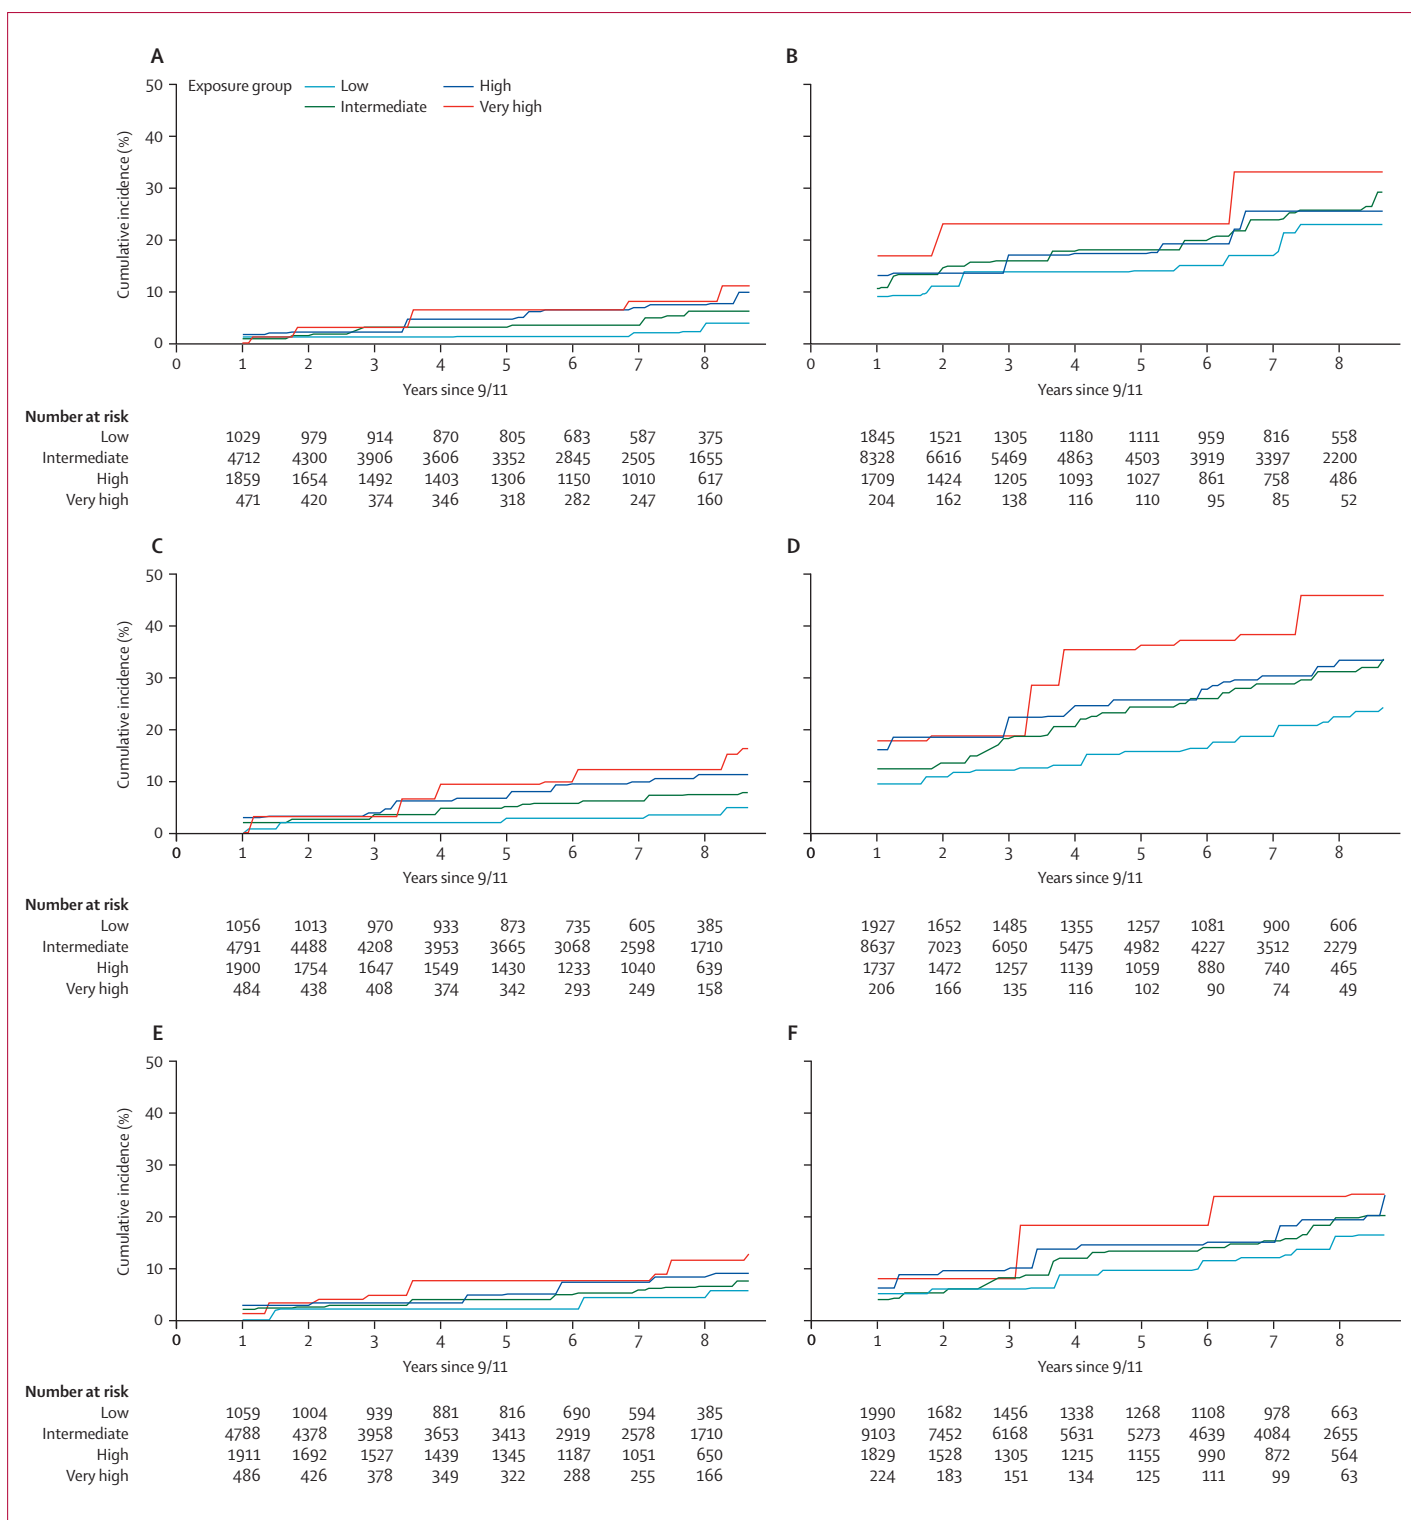 A
Exposure group Low High
Intermediate Very high
Cumulative incidence (%)
50
40
30
20
10
0
0 1 2 3 4 5 6 7 8
Years since 9/11
B
0 1 2 3 4 5 6 7 8
Years since 9/11
Number at risk
Low 1029 979 914 870 805 683 587 375 1845 1521 1305 1180 1111 959 816 558
Intermediate 4712 4300 3906 3606 3352 2845 2505 1655 8328 6616 5469 4863 4503 3919 3397 2200
High 1859 1654 1492 1403 1306 1150 1010 617 1709 1424 1205 1093 1027 861 758 486
Very high 471 420 374 346 318 282 247 160 204 162 138 116 110 95 85 52
C
Cumulative incidence (%)
50
40
30
20
10
0
0 1 2 3 4 5 6 7 8
Years since 9/11
D
0 1 2 3 4 5 6 7 8
Years since 9/11
Number at risk
Low 1056 1013 970 933 873 735 605 385 1927 1652 1485 1355 1257 1081 900 606
Intermediate 4791 4488 4208 3953 3665 3068 2598 1710 8637 7023 6050 5475 4982 4227 3512 2279
High 1900 1754 1647 1549 1430 1233 1040 639 1737 1472 1257 1139 1059 880 740 465
Very high 484 438 408 374 342 293 249 158 206 166 135 116 102 90 74 49
E
Cumulative incidence (%)
50
40
30
20
10
0
0 1 2 3 4 5 6 7 8
Years since 9/11
F
0 1 2 3 4 5 6 7 8
Years since 9/11
Number at risk
Low 1059 1004 939 881 816 690 594 385 1990 1682 1456 1338 1268 1108 978 663
Intermediate 4788 4378 3958 3653 3413 2919 2578 1710 9103 7452 6168 5631 5273 4639 4084 2655
High 1911 1692 1527 1439 1345 1187 1051 650 1829 1528 1305 1215 1155 990 872 564
Very high 486 426 378 349 322 288 255 166 224 183 151 134 125 111 99 63